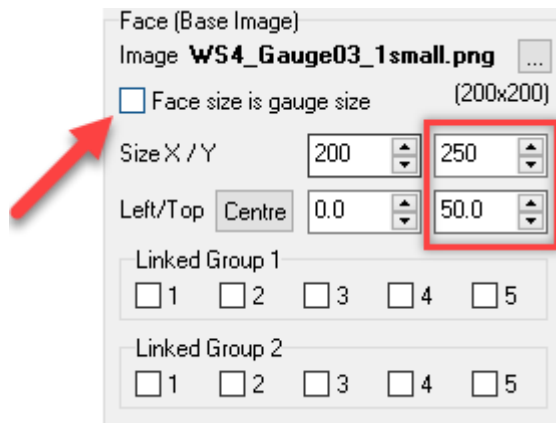 Face (Base Image)
Image WS4_Gauge03_1small.png ...
Face size is gauge size (200x200)
Size X / Y 200 250
Left/Top Centre 0.0 50.0
Linked Group 1
1 2 3 4 5
Linked Group 2
1 2 3 4 5